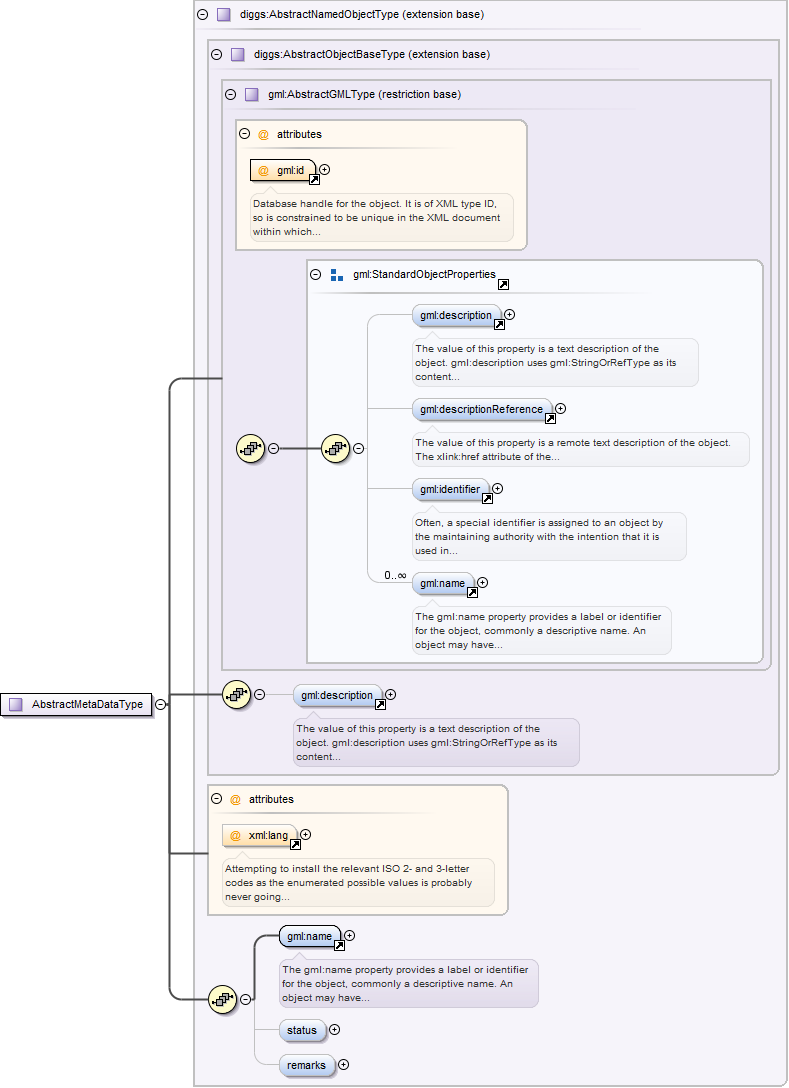 diggs:AbstractNamedObjectType (extension base)
diggs:AbstractObjectBaseType (extension base)
gml:AbstractGMLType (restriction base)
@ attributes
@ gml:id
Database handle for the object. It is of XML type ID,
so is constrained to be unique in the XML document
within which...
gml:StandardObjectProperties
gml:description
The value of this property is a text description of the
object. gml:description uses gml:StringOrRefType as its
content...
gml:descriptionReference
The value of this property is a remote text description of the object.
The xlink:href attribute of the...
gml:identifier
Often, a special identifier is assigned to an object by
the maintaining authority with the intention that it is
used in...
0..∞
gml:name
The gml:name property provides a label or identifier
for the object, commonly a descriptive name. An
object may have...
AbstractMetaDataType
gml:description
The value of this property is a text description of the
object. gml:description uses gml:StringOrRefType as its
content...
@ attributes
@ xml:lang
Attempting to install the relevant ISO 2- and 3-letter
codes as the enumerated possible values is probably
never going...
gml:name
The gml:name property provides a label or identifier
for the object, commonly a descriptive name. An
object may have...
status
remarks